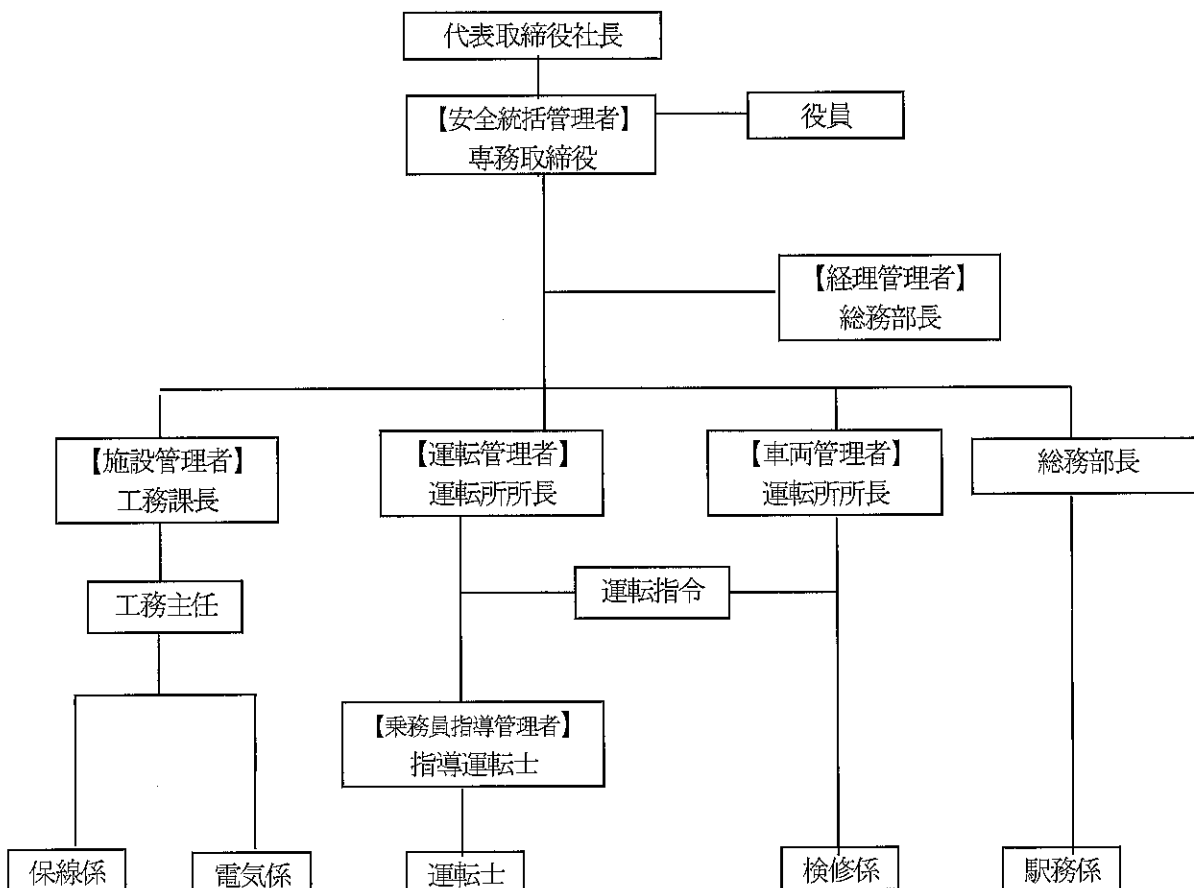 代表取締役社長
【安全統括管理者】
専務取締役
役員
【経理管理者】
総務部長
【施設管理者】
工務課長
【運転管理者】
運転所所長
【車両管理者】
運転所所長
総務部長
工務主任
運転指令
【乗務員指導管理者】
指導運転士
保線係
電気係
運転士
検修係
駅務係